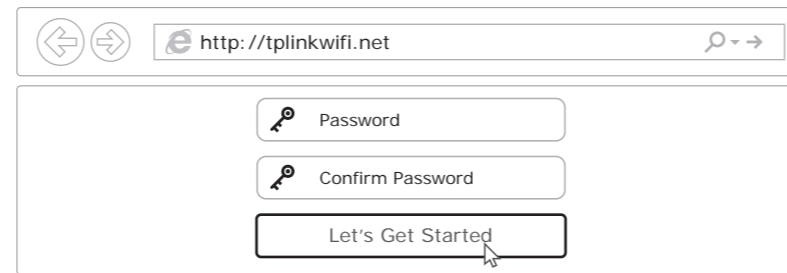 http://tplinkwifi.net
Password
Confirm Password
Let's Get Started